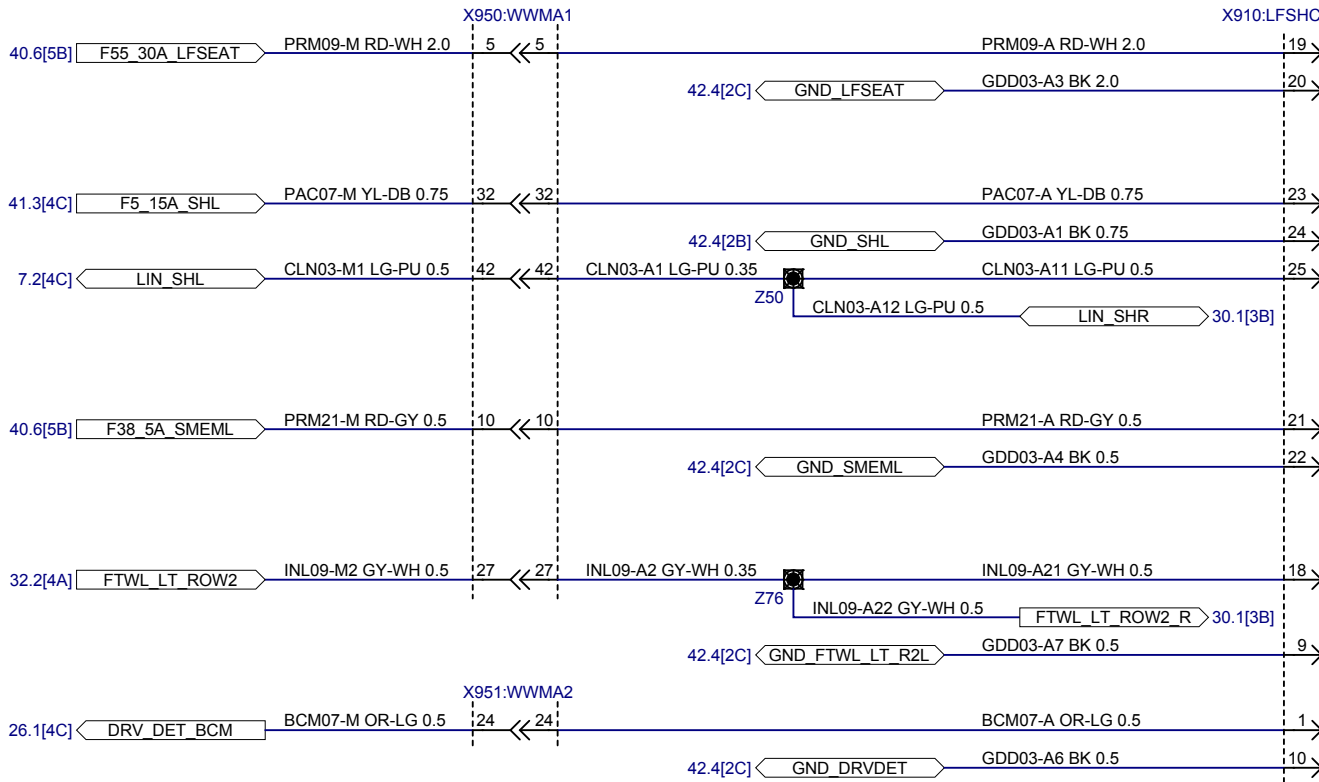 X950:WWMA1 X910:LFSHC
40.6[5B] F55_30A_LFSEAT PRM09-M RD-WH 2.0 5 5 PRM09-A RD-WH 2.0 19
42.4[2C] GND_LFSEAT GDD03-A3 BK 2.0 20
41.3[4C] F5_15A_SHL PAC07-M YL-DB 0.75 32 32 PAC07-A YL-DB 0.75 23
42.4[2B] GND_SHL GDD03-A1 BK 0.75 24
7.2[4C] LIN_SHL CLN03-M1 LG-PU 0.5 42 42 CLN03-A1 LG-PU 0.35 CLN03-A11 LG-PU 0.5 25
Z50
CLN03-A12 LG-PU 0.5 LIN_SHR 30.1[3B]
40.6[5B] F38_5A_SMEML PRM21-M RD-GY 0.5 10 10 PRM21-A RD-GY 0.5 21
42.4[2C] GND_SMEML GDD03-A4 BK 0.5 22
32.2[4A] FTWL_LT_ROW2 INL09-M2 GY-WH 0.5 27 27 INL09-A2 GY-WH 0.35 INL09-A21 GY-WH 0.5 18
Z76
INL09-A22 GY-WH 0.5 FTWL_LT_ROW2_R 30.1[3B]
42.4[2C] GND_FTWL_LT_R2L GDD03-A7 BK 0.5 9
X951:WWMA2
26.1[4C] DRV_DET_BCM BCM07-M OR-LG 0.5 24 24 BCM07-A OR-LG 0.5 1
42.4[2C] GND_DRVDET GDD03-A6 BK 0.5 10